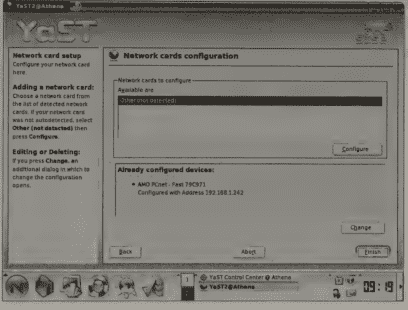 YaST2@Athena
YaST
Network card setup
Configure your network card
here.
Adding a network card:
Choose a network card from
the list of detected network
cards. If your network card
was not autodetected, select
Other (not detected) then
press Configure.
Editing or Deleting:
If you press Change, an
additional dialog in which to
change the configuration
opens.
Network cards configuration
Network cards to configure
Available are
Other (not detected)
Configure
Already configured devices:
• AMD PCnet - Fast 79C971
Configured with Address 192.168.1.242
Change
Back
Abort
Finish
1
YaST Control Center @ Athena
YaST2@Athena
09:19